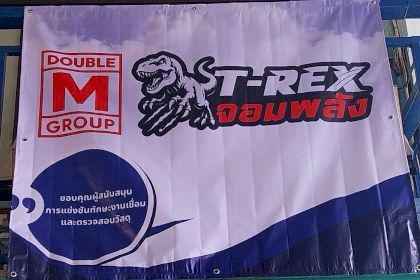 DOUBLE
M
GROUP
T-REX
จอมพลัง
ขอบคุณผู้สนับสนุน
การแข่งขันทักษะงานเชื่อม
และตรวจสอบวัสดุ